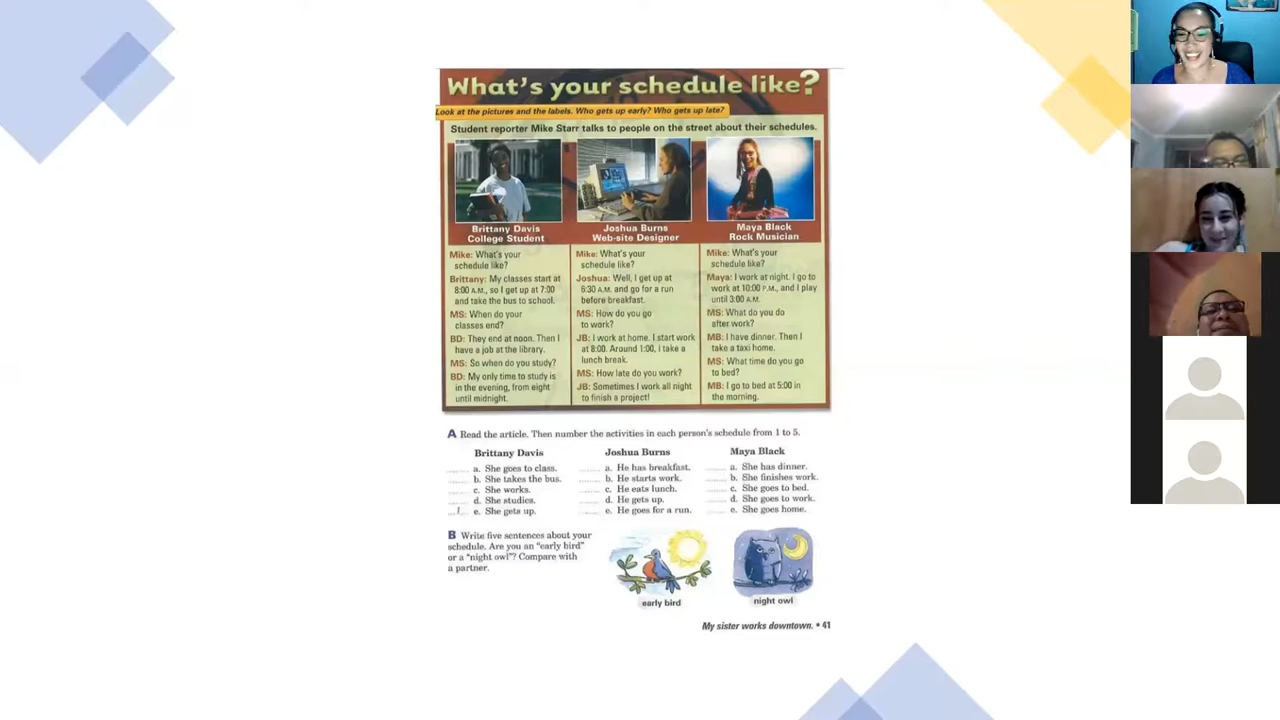 What's your schedule like?
Look at the pictures and the labels. Who gets up early? Who gets up late?
Student reporter Mike Starr talks to people on the street about their schedules.
Brittany Davis
College Student
Joshua Burns
Web-site Designer
Maya Black
Rock Musician
Mike: What's your
schedule like?
Brittany: My classes start at
8:00 A.M., so I get up at 7:00
and take the bus to school.
MS: When do your
classes end?
BD: They end at noon. Then I
have a job at the library.
MS: So when do you study?
BD: My only time to study is
in the evening, from eight
until midnight.
Mike: What's your
schedule like?
Joshua: Well, I get up at
6:30 A.M. and go for a run
before breakfast.
MS: How do you go
to work?
JB: I work at home. I start work
at 8:00. Around 1:00, I take a
lunch break.
MS: How late do you work?
JB: Sometimes I work all night
to finish a project!
Mike: What's your
schedule like?
Maya: I work at night. I go to
work at 10:00 P.M., and I play
until 3:00 A.M.
MS: What do you do
after work?
MB: I have dinner. Then I
take a taxi home.
MS: What time do you go
to bed?
MB: I go to bed at 5:00 in
the morning.
A Read the article. Then number the activities in each person's schedule from 1 to 5.
Brittany Davis
a. She goes to class.
b. She takes the bus.
c. She works.
d. She studies.
1 e. She gets up.
Joshua Burns
a. He has breakfast.
b. He starts work.
c. He eats lunch.
d. He gets up.
e. He goes for a run.
Maya Black
a. She has dinner.
b. She finishes work.
c. She goes to bed.
d. She goes to work.
e. She goes home.
B Write five sentences about your
schedule. Are you an "early bird"
or a "night owl"? Compare with
a partner.
early bird
night owl
My sister works downtown. • 41